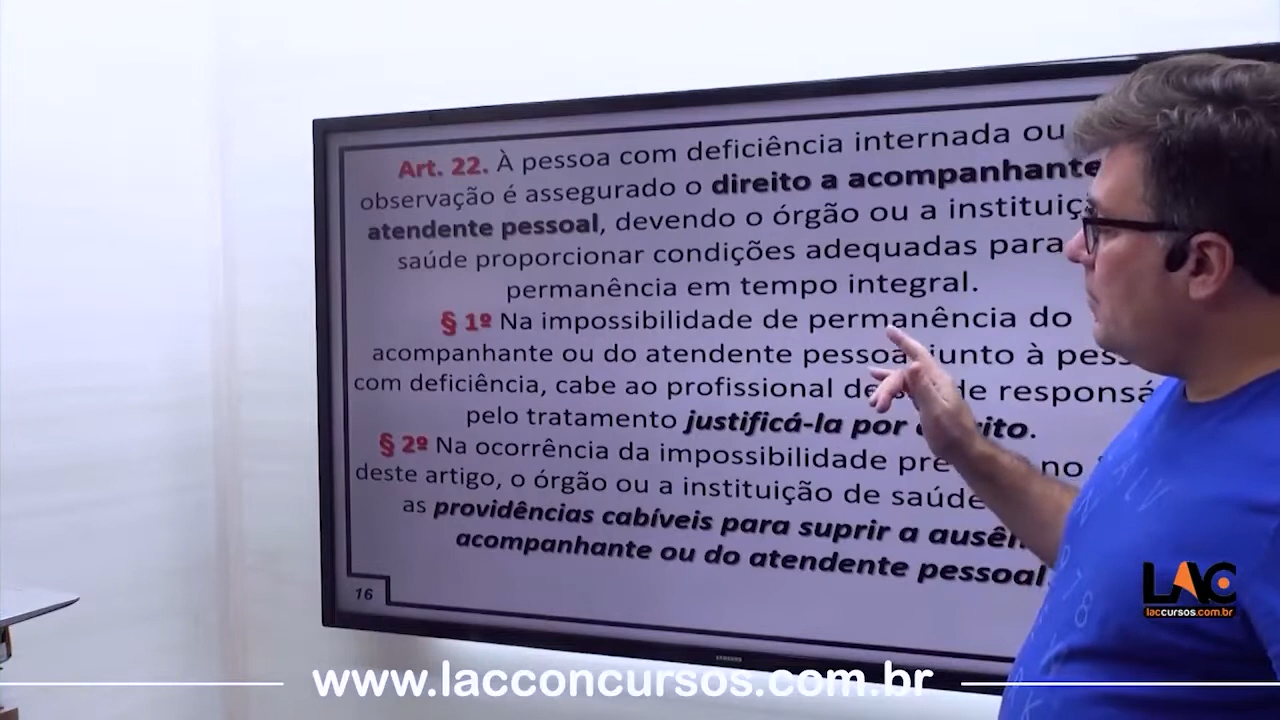 Art. 22. À pessoa com deficiência internada ou
observação é assegurado o direito a acompanhante
atendente pessoal, devendo o órgão ou a instituiç
saúde proporcionar condições adequadas para
permanência em tempo integral.
§ 1º Na impossibilidade de permanência do
acompanhante ou do atendente pessoa junto à pess
com deficiência, cabe ao profissional de responsá
pelo tratamento justificá-la por ito.
§ 2º Na ocorrência da impossibilidade pre no
deste artigo, o órgão ou a instituição de saúde
as providências cabíveis para suprir a ausên
acompanhante ou do atendente pessoal
16
SAMSUNG
LAC
laccursos.com.br
www.lacconcursos.com.br